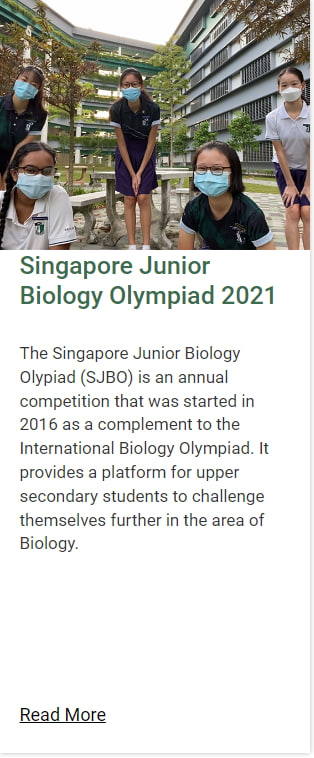 Singapore Junior
Biology Olympiad 2021
The Singapore Junior Biology
Olypiad (SJBO) is an annual
competition that was started in
2016 as a complement to the
International Biology Olympiad. It
provides a platform for upper
secondary students to challenge
themselves further in the area of
Biology.
Read More